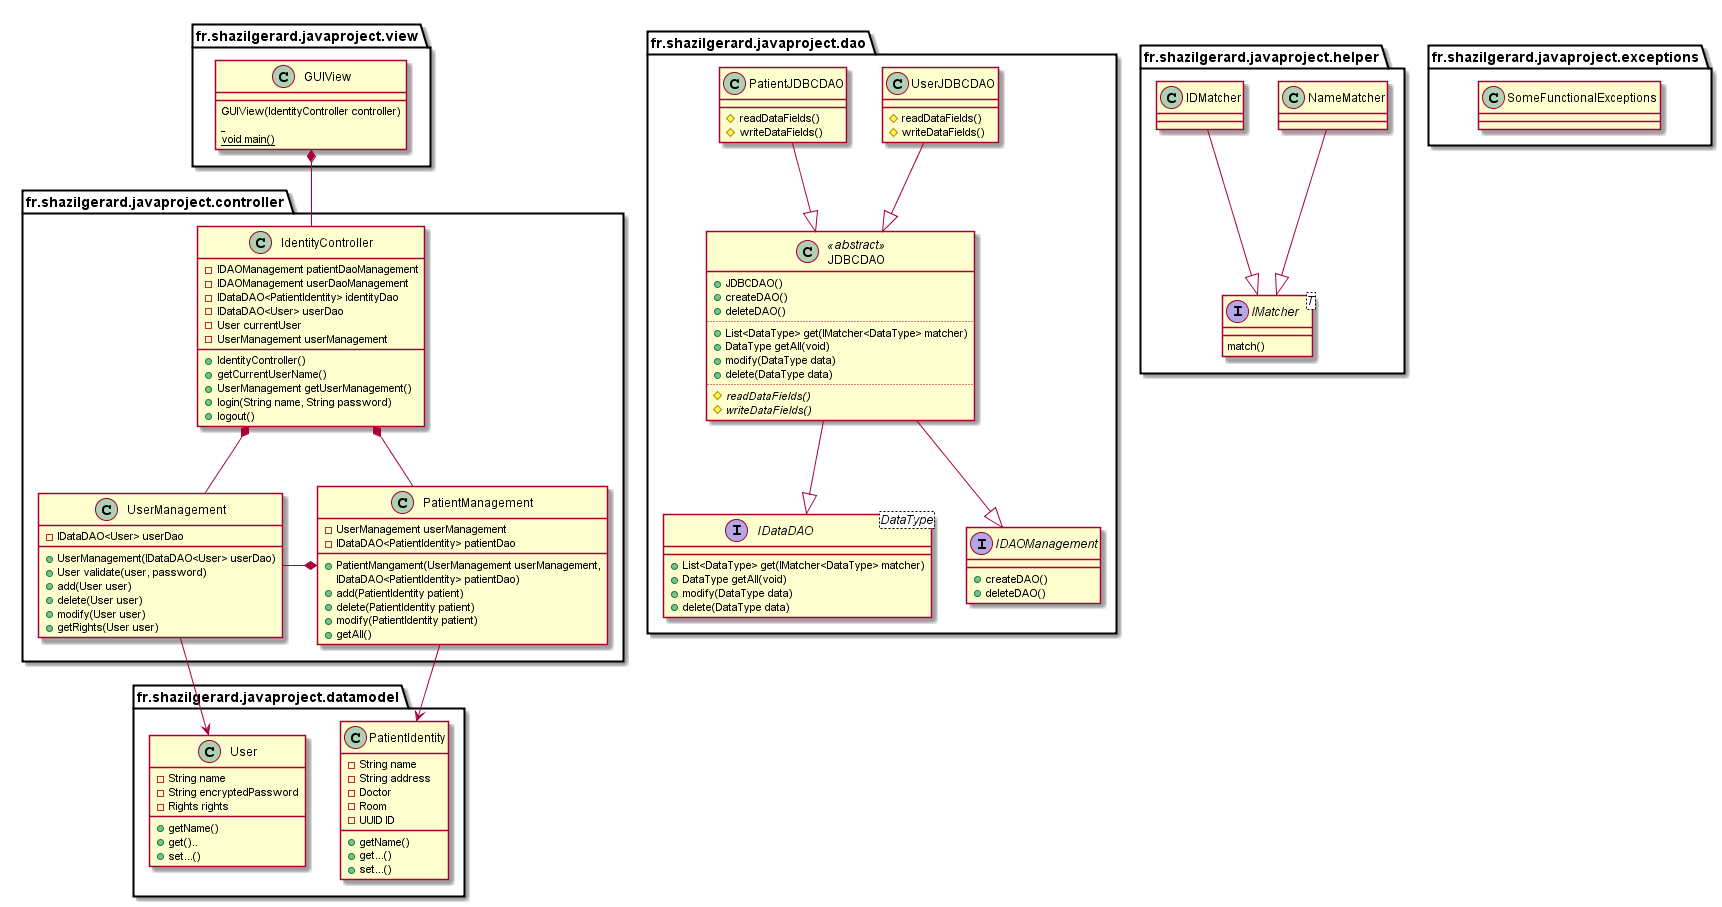 fr.shazilgerard.javaproject.view
C GUIView
GUIView(IdentityController controller)
_
void main()
fr.shazilgerard.javaproject.controller
C IdentityController
IDAOManagement patientDaoManagement
IDAOManagement userDaoManagement
IDataDAO<PatientIdentity> identityDao
IDataDAO<User> userDao
User currentUser
UserManagement userManagement
IdentityController()
getCurrentUserName()
UserManagement getUserManagement()
login(String name, String password)
logout()
C UserManagement
IDataDAO<User> userDao
UserManagement(IDataDAO<User> userDao)
User validate(user, password)
add(User user)
delete(User user)
modify(User user)
getRights(User user)
C PatientManagement
UserManagement userManagement
IDataDAO<PatientIdentity> patientDao
PatientMangament(UserManagement userManagement,
IDataDAO<PatientIdentity> patientDao)
add(PatientIdentity patient)
delete(PatientIdentity patient)
modify(PatientIdentity patient)
getAll()
fr.shazilgerard.javaproject.datamodel
C User
String name
String encryptedPassword
Rights rights
getName()
get()..
set...()
C PatientIdentity
String name
String address
Doctor
Room
UUID ID
getName()
get...()
set...()
fr.shazilgerard.javaproject.dao
C PatientJDBCDAO
readDataFields()
writeDataFields()
C UserJDBCDAO
readDataFields()
writeDataFields()
«abstract»
C JDBCDAO
JDBCDAO()
createDAO()
deleteDAO()
List<DataType> get(IMatcher<DataType> matcher)
DataType getAll(void)
modify(DataType data)
delete(DataType data)
readDataFields()
writeDataFields()
I IDataDAO DataType
List<DataType> get(IMatcher<DataType> matcher)
DataType getAll(void)
modify(DataType data)
delete(DataType data)
I IDAOManagement
createDAO()
deleteDAO()
fr.shazilgerard.javaproject.helper
C IDMatcher
C NameMatcher
I IMatcher T
match()
fr.shazilgerard.javaproject.exceptions
C SomeFunctionalExceptions